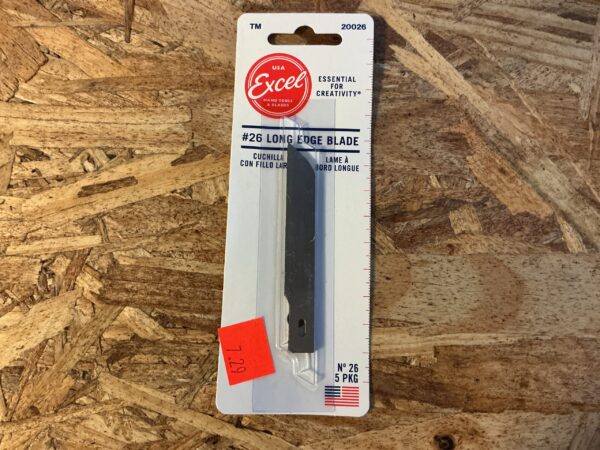 TM 20026
USA
Excel
HAND TOOLS
& BLADES
ESSENTIAL
FOR
CREATIVITY®
#26 LONG EDGE BLADE
CUCHILLA
CON FILLO LAR
LAME À
BORD LONGUE
7.29
Nº 26
5 PKG